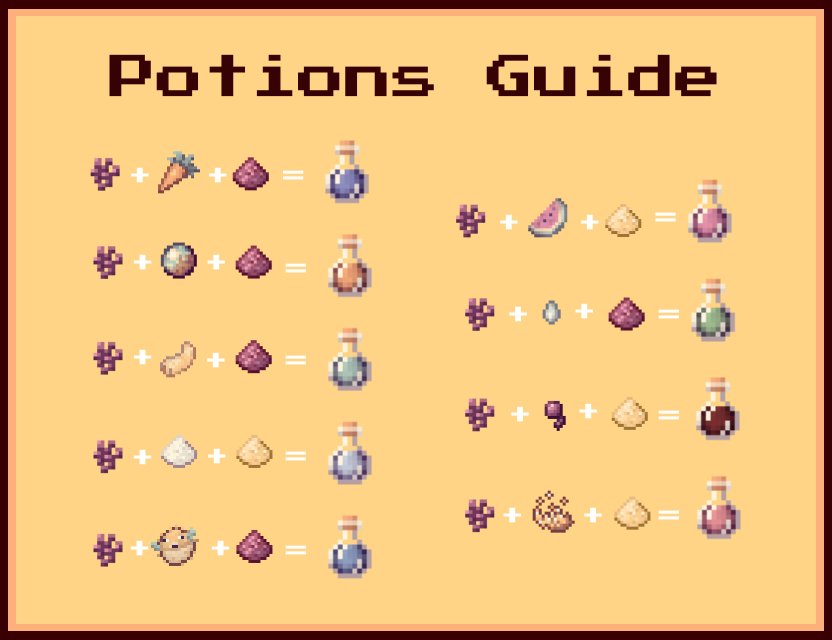 Potions Guide
+ + =
+ + =
+ + =
+ + =
+ + =
+ + =
+ + =
+ + =
+ + =